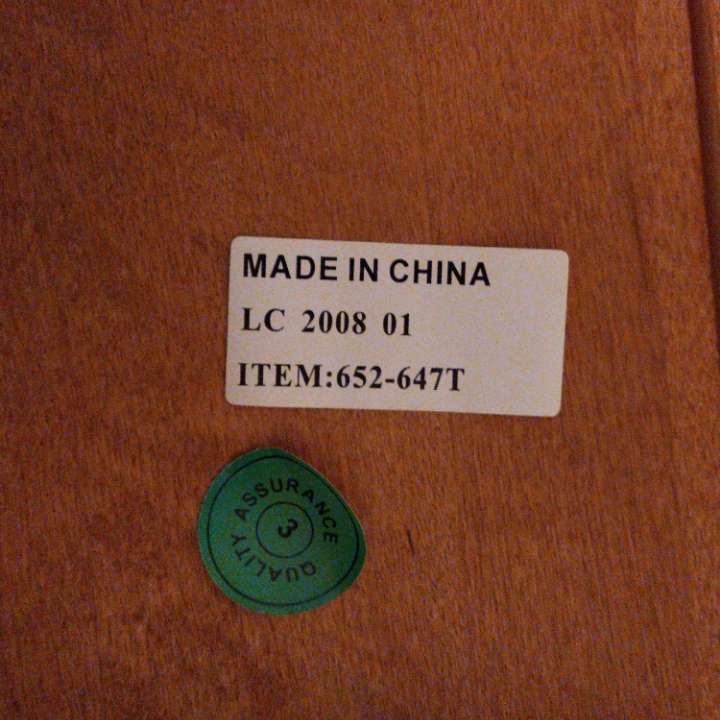 MADE IN CHINA
LC 2008 01
ITEM:652-647T
QUALITY ASSURANCE
3